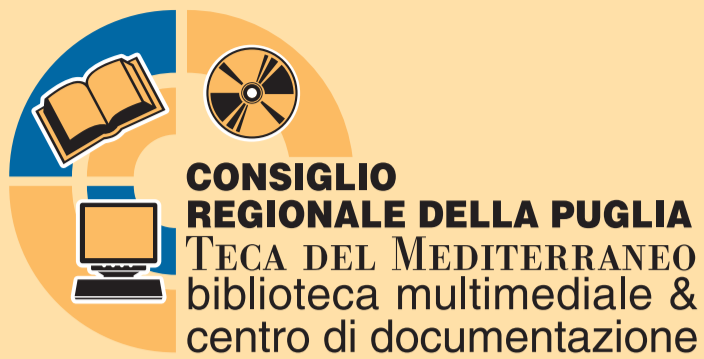 CONSIGLIO
REGIONALE DELLA PUGLIA
TECA DEL MEDITERRANEO
biblioteca multimediale &
centro di documentazione